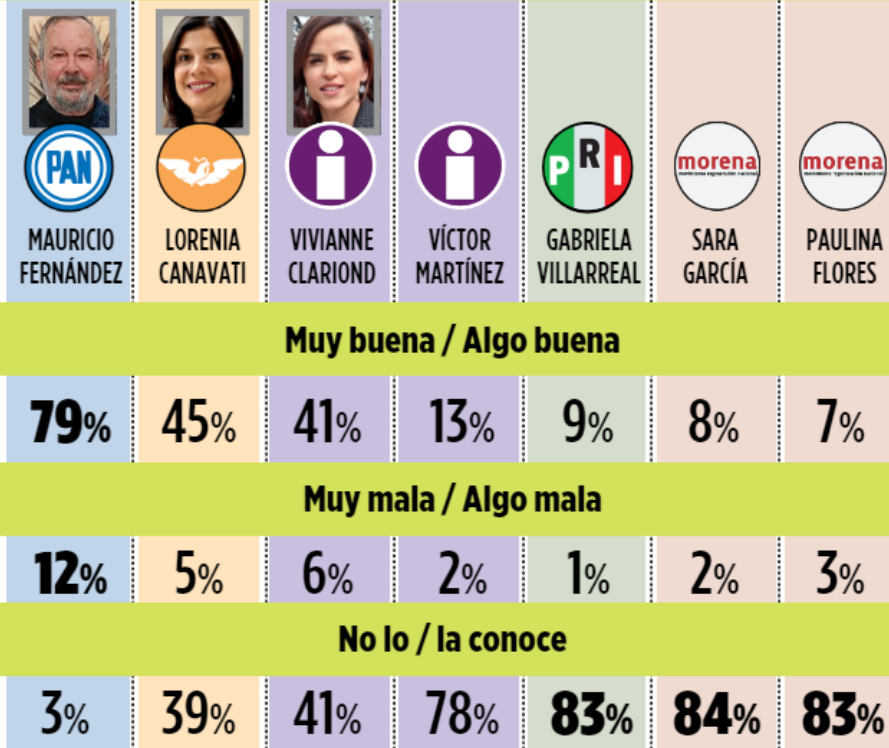 PAN
i
i
P R I
morena
morena
MAURICIO FERNÁNDEZ
LORENIA CANAVATI
VIVIANNE CLARIOND
VÍCTOR MARTÍNEZ
GABRIELA VILLARREAL
SARA GARCÍA
PAULINA FLORES
Muy buena / Algo buena
79% 45% 41% 13% 9% 8% 7%
Muy mala / Algo mala
12% 5% 6% 2% 1% 2% 3%
No lo / la conoce
3% 39% 41% 78% 83% 84% 83%